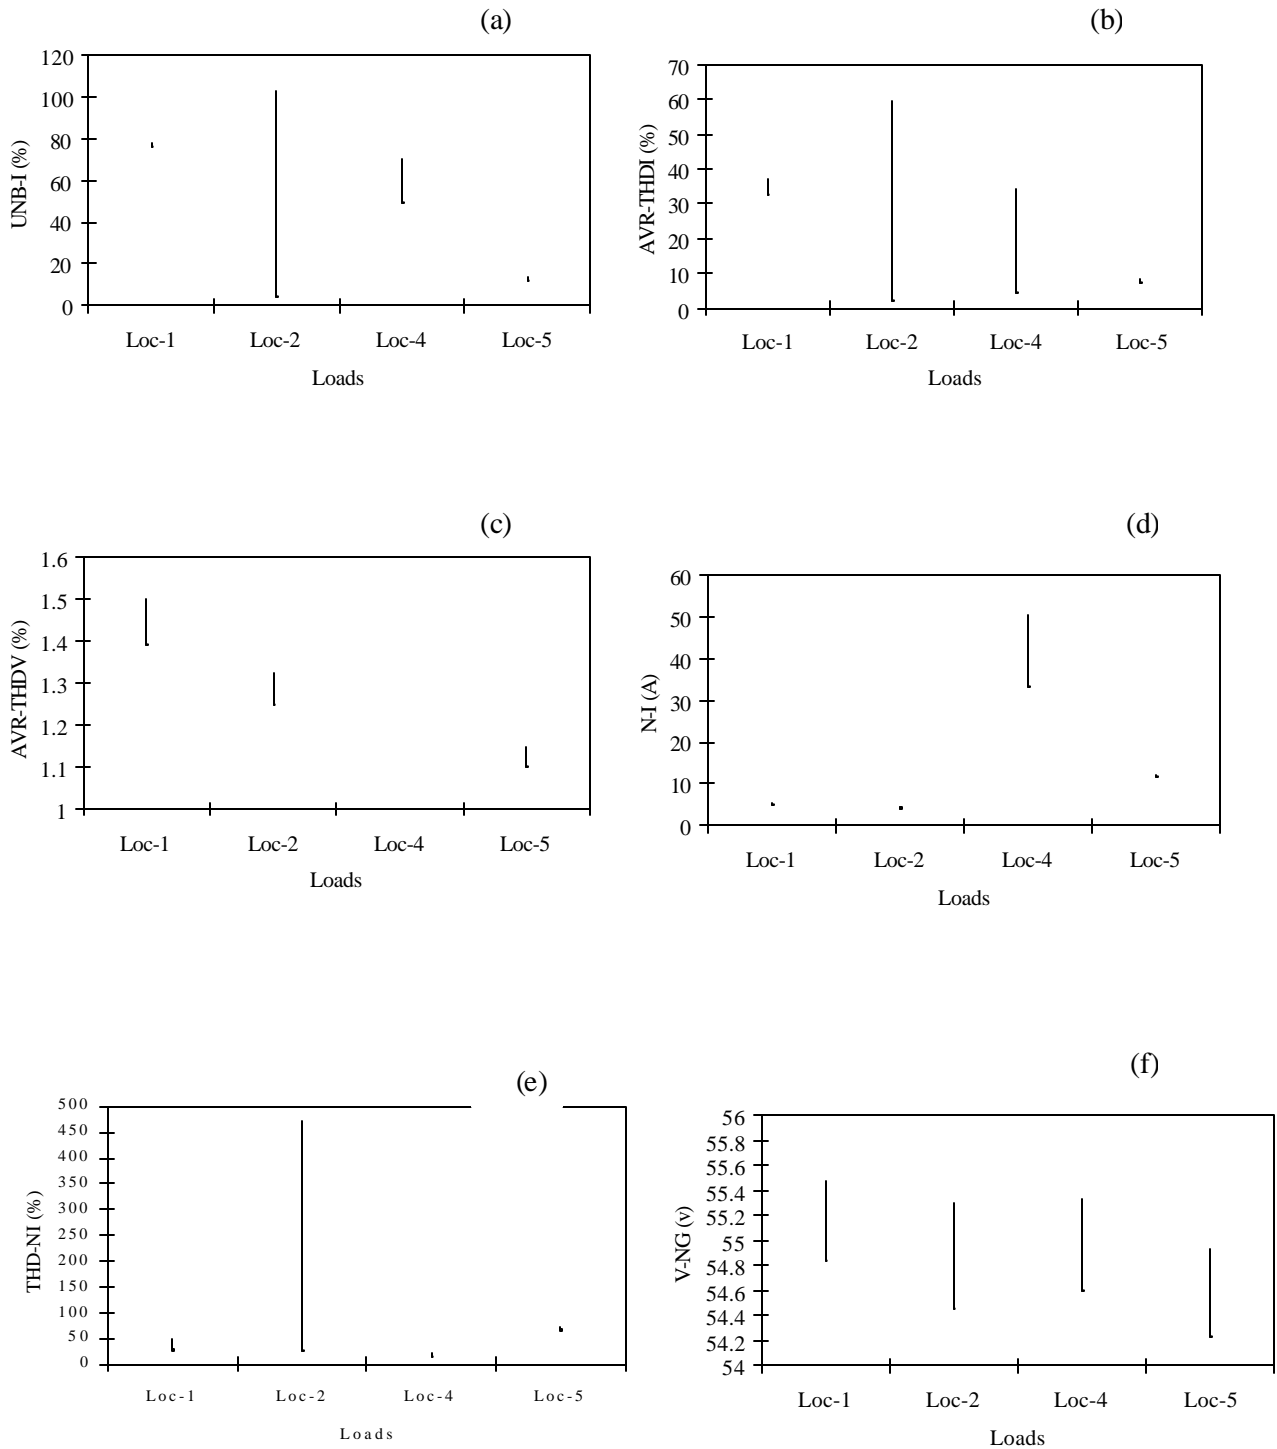 (a)
120
100
80
60
40
20
0
UNB-I (%)
Loc-1 Loc-2 Loc-4 Loc-5
Loads
(b)
70
60
50
40
30
20
10
0
AVR-THDI (%)
Loc-1 Loc-2 Loc-4 Loc-5
Loads
(c)
1.6
1.5
1.4
1.3
1.2
1.1
1
AVR-THDV (%)
Loc-1 Loc-2 Loc-4 Loc-5
Loads
(d)
60
50
40
30
20
10
0
N-I (A)
Loc-1 Loc-2 Loc-4 Loc-5
Loads
(e)
500
450
400
350
300
250
200
150
100
50
0
THD-NI (%)
Loc-1 Loc-2 Loc-4 Loc-5
Loads
(f)
56
55.8
55.6
55.4
55.2
55
54.8
54.6
54.4
54.2
54
V-NG (v)
Loc-1 Loc-2 Loc-4 Loc-5
Loads